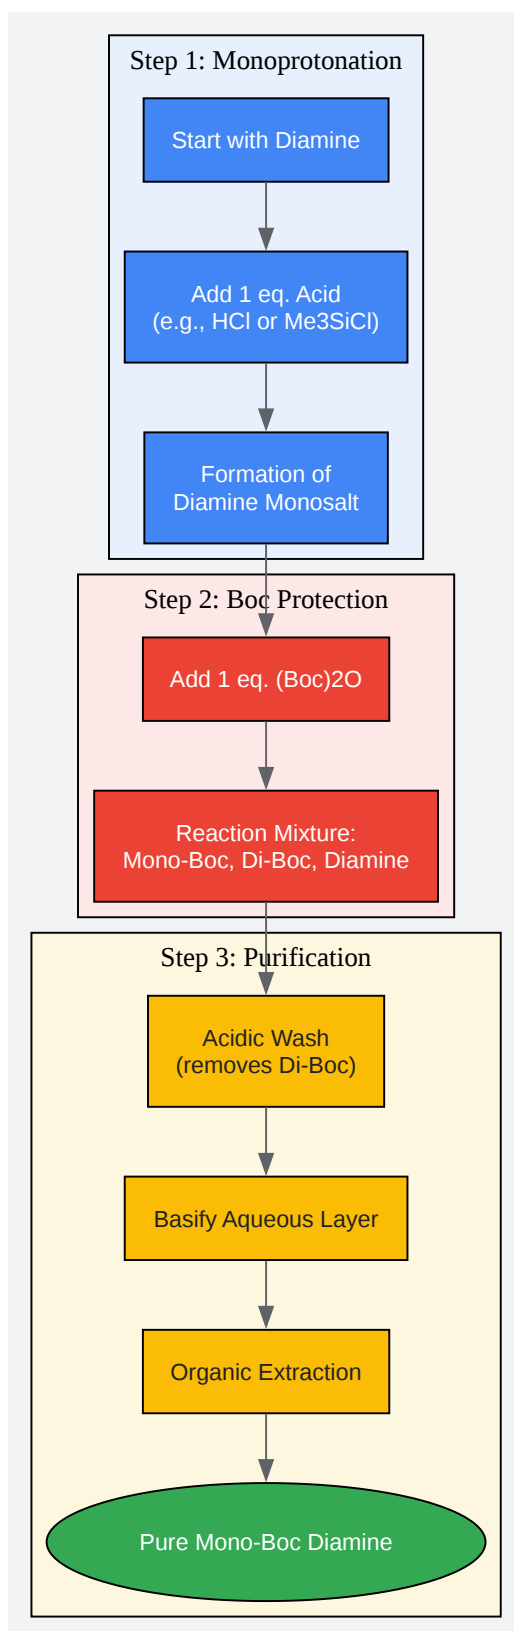 Step 1: Monoprotonation
Start with Diamine
Add 1 eq. Acid
(e.g., HCl or Me3SiCl)
Formation of
Diamine Monosalt
Step 2: Boc Protection
Add 1 eq. (Boc)2O
Reaction Mixture:
Mono-Boc, Di-Boc, Diamine
Step 3: Purification
Acidic Wash
(removes Di-Boc)
Basify Aqueous Layer
Organic Extraction
Pure Mono-Boc Diamine